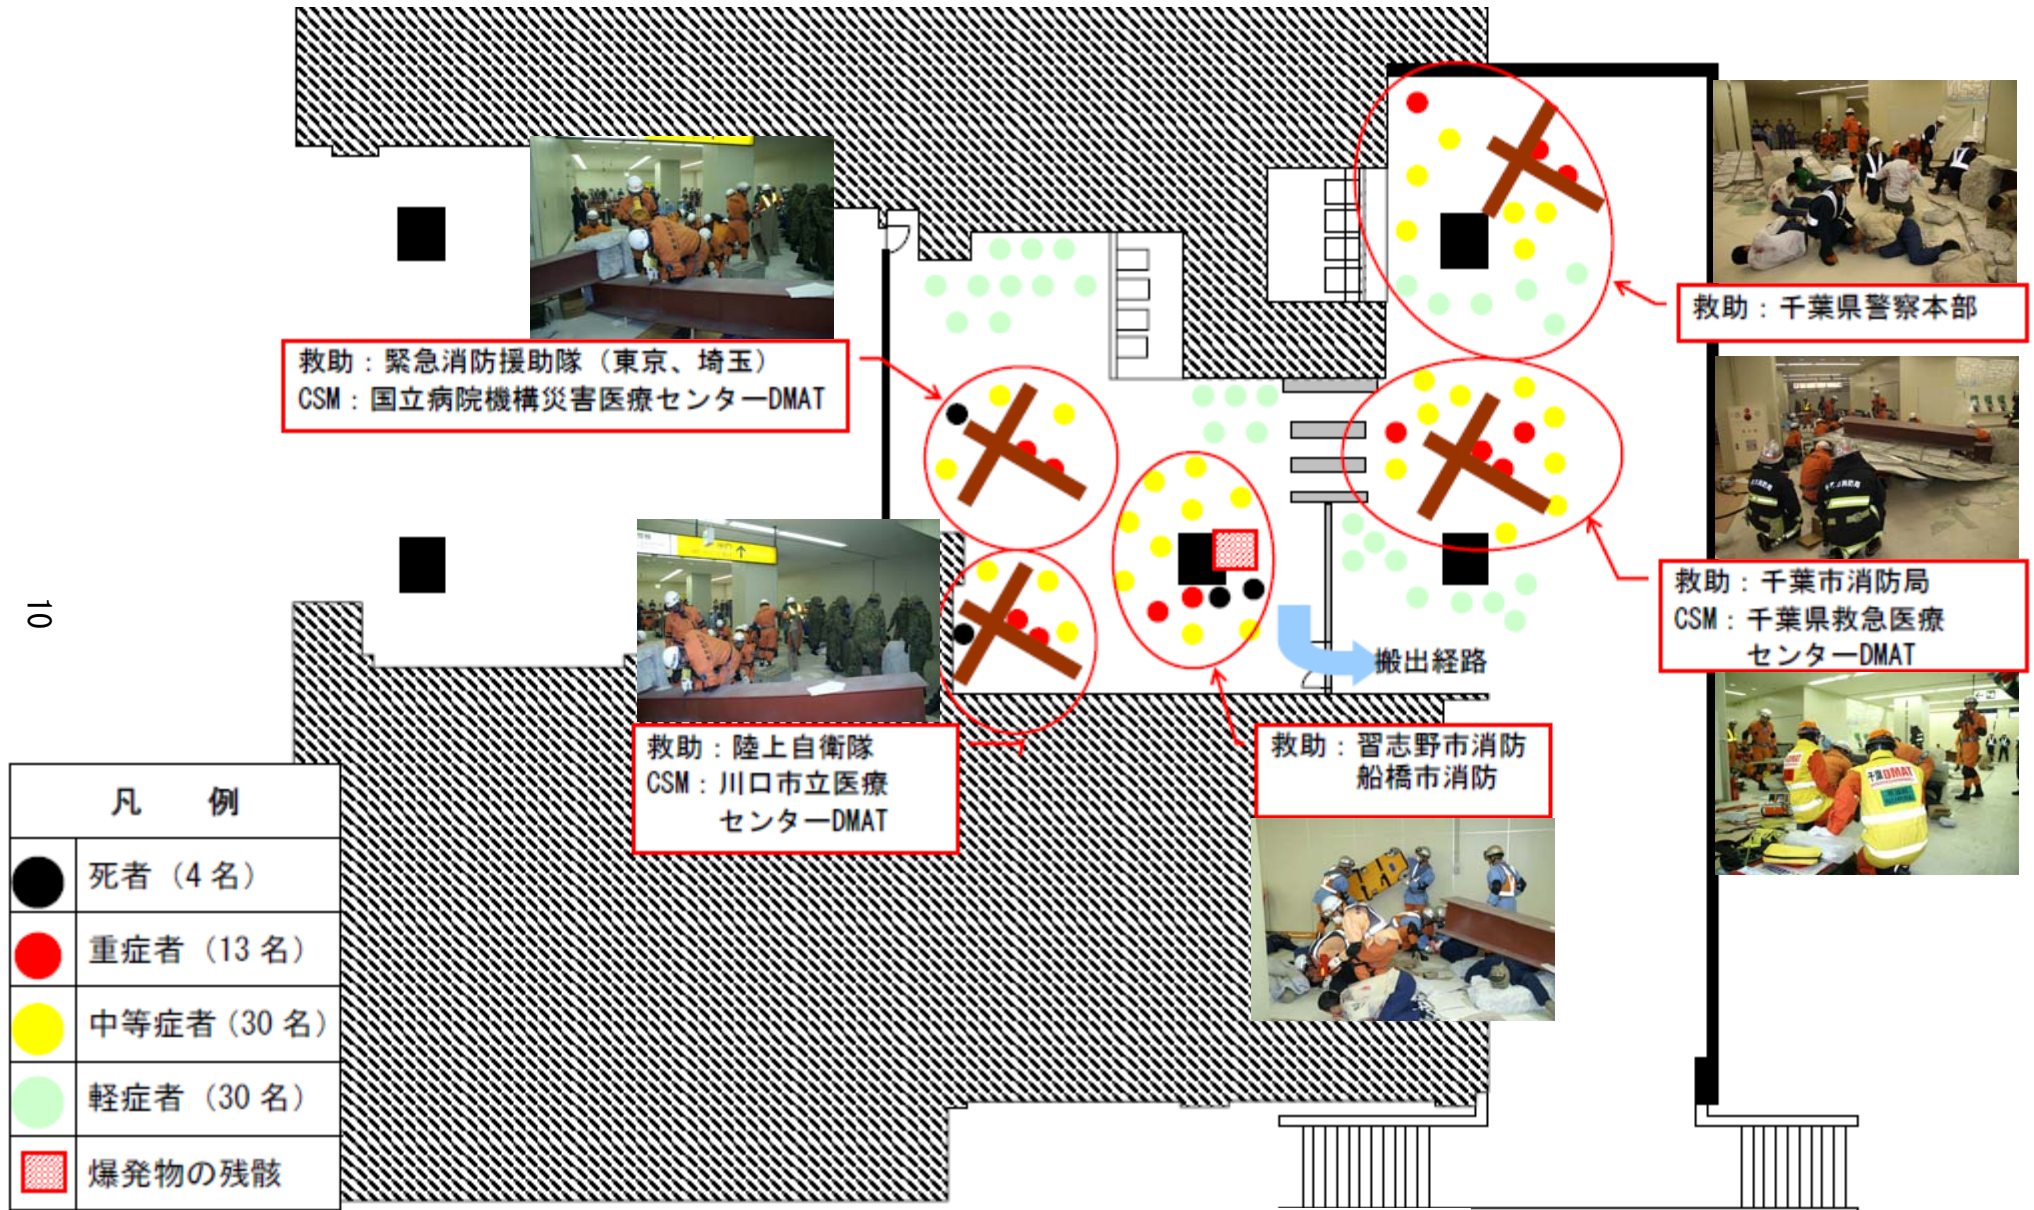 救助：千葉県警察本部
救助：緊急消防援助隊（東京、埼玉）
CSM：国立病院機構災害医療センターDMAT
救助：千葉市消防局
CSM：千葉県救急医療
センターDMAT
搬出経路
救助：陸上自衛隊
CSM：川口市立医療
センターDMAT
救助：習志野市消防
船橋市消防
千葉DMAT
凡　例
死者（4名）
重症者（13名）
中等症者（30名）
軽症者（30名）
爆発物の残骸
10